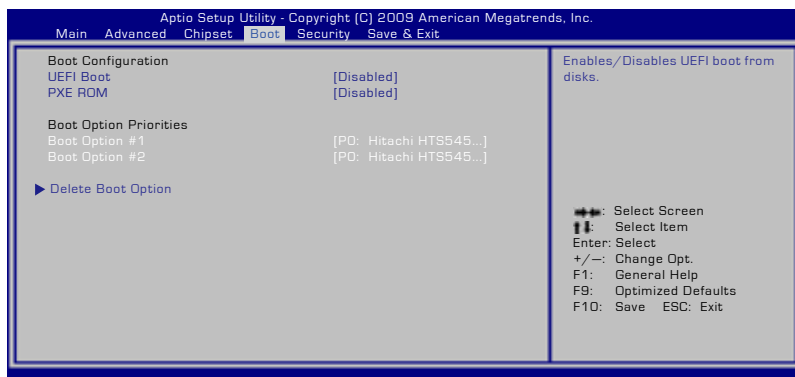 Aptio Setup Utility - Copyright (C) 2009 American Megatrends, Inc.
Main Advanced Chipset Boot Security Save & Exit
Boot Configuration
UEFI Boot [Disabled]
PXE ROM [Disabled]
Boot Option Priorities
Boot Option #1 [P0: Hitachi HTS545...]
Boot Option #2 [P0: Hitachi HTS545...]
Delete Boot Option
Enables/Disables UEFI boot from
disks.
: Select Screen
: Select Item
Enter: Select
+/—: Change Opt.
F1: General Help
F9: Optimized Defaults
F10: Save ESC: Exit